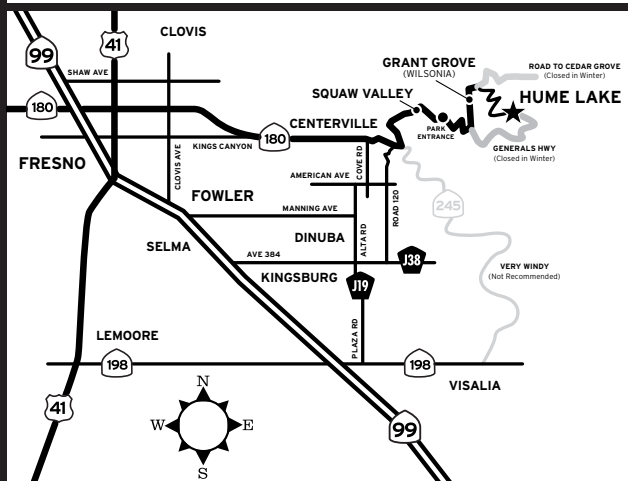 41
CLOVIS
99
SHAW AVE
GRANT GROVE
(WILSONIA)
ROAD TO CEDAR GROVE
(Closed in Winter)
SQUAW VALLEY
HUME LAKE
180
CENTERVILLE
PARK
ENTRANCE
KINGS CANYON
180
GENERALS HWY
(Closed in Winter)
FRESNO
CLOVIS AVE
COVE RD
AMERICAN AVE
FOWLER
ROAD 120
245
MANNING AVE
SELMA
DINUBA
ALTA RD
AVE 384
J38
KINGSBURG
VERY WINDY
(Not Recommended)
J19
LEMOORE
PLAZA RD
198
198
VISALIA
N
41
W
E
99
S